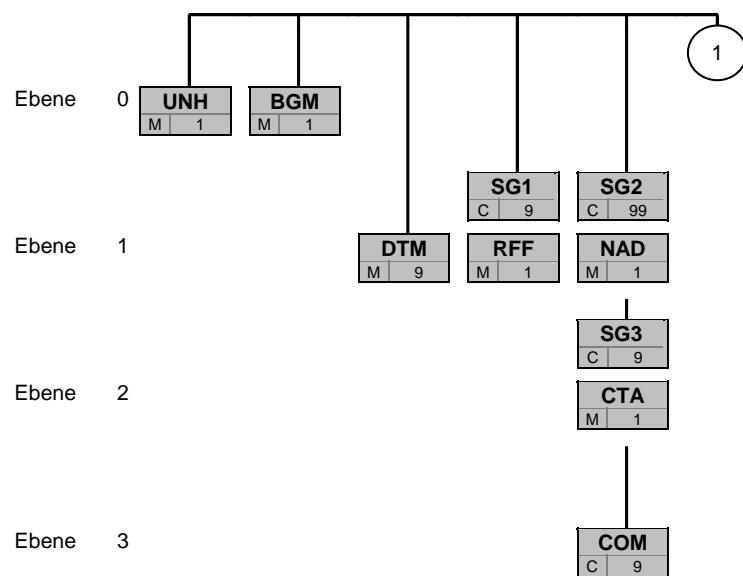 1
Ebene 0 UNH BGM
M 1 M 1
SG1 SG2
C 9 C 99
Ebene 1 DTM RFF NAD
M 9 M 1 M 1
SG3
C 9
Ebene 2 CTA
M 1
Ebene 3 COM
C 9